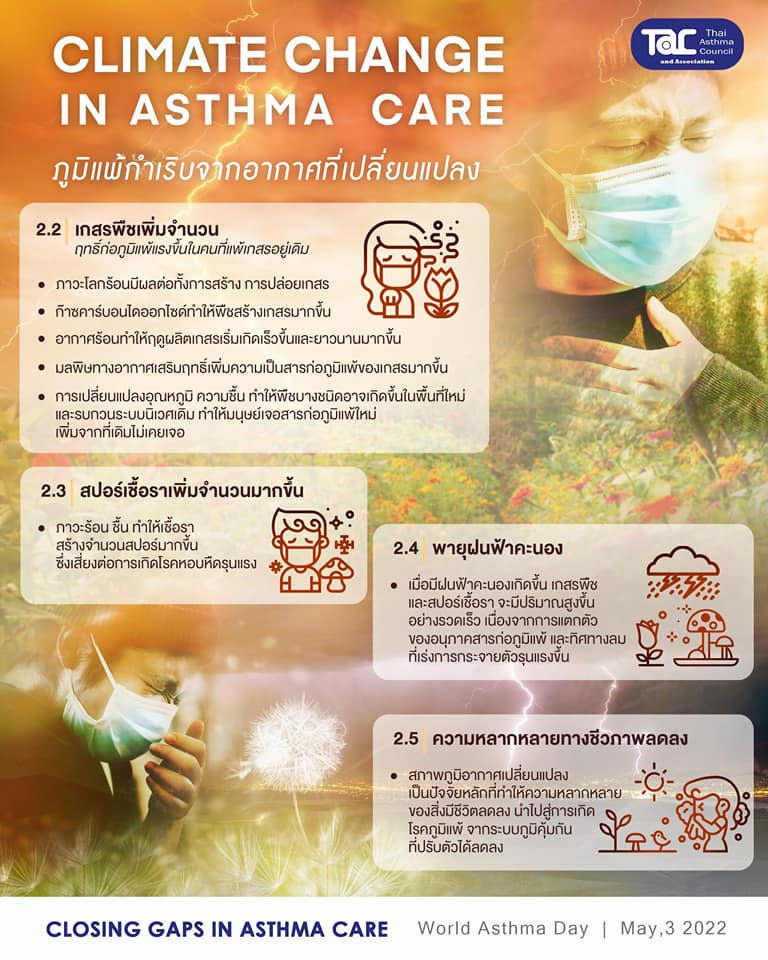 CLIMATE CHANGE
IN ASTHMA CARE
TAC Thai
Asthma
Council
and Association
ภูมิแพ้กำเริบจากอากาศที่เปลี่ยนแปลง
2.2 เกสรพืชเพิ่มจำนวน
ฤทธิ์ก่อภูมิแพ้แรงขึ้นในคนที่แพ้เกสรอยู่เดิม
• ภาวะโลกร้อนมีผลต่อทั้งการสร้าง การปล่อยเกสร
• ก๊าซคาร์บอนไดออกไซด์ทำให้พืชสร้างเกสรมากขึ้น
• อากาศร้อนทำให้ฤดูผลิตเกสรเริ่มเกิดเร็วขึ้นและยาวนานมากขึ้น
• มลพิษทางอากาศเสริมฤทธิ์เพิ่มความเป็นสารก่อภูมิแพ้ของเกสรมากขึ้น
• การเปลี่ยนแปลงอุณหภูมิ ความชื้น ทำให้พืชบางชนิดอาจเกิดขึ้นในพื้นที่ใหม่
และรบกวนระบบนิเวศเดิม ทำให้มนุษย์เจอสารก่อภูมิแพ้ใหม่
เพิ่มจากที่เดิมไม่เคยเจอ
2.3 สปอร์เชื้อราเพิ่มจำนวนมากขึ้น
• ภาวะร้อน ชื้น ทำให้เชื้อรา
สร้างจำนวนสปอร์มากขึ้น
ซึ่งเสี่ยงต่อการเกิดโรคหอบหืดรุนแรง
2.4 พายุฝนฟ้าคะนอง
• เมื่อมีฝนฟ้าคะนองเกิดขึ้น เกสรพืช
และสปอร์เชื้อรา จะมีปริมาณสูงขึ้น
อย่างรวดเร็ว เนื่องจากการแตกตัว
ของอนุภาคสารก่อภูมิแพ้ และทิศทางลม
ที่เร่งการกระจายตัวรุนแรงขึ้น
2.5 ความหลากหลายทางชีวภาพลดลง
• สภาพภูมิอากาศเปลี่ยนแปลง
เป็นปัจจัยหลักที่ทำให้ความหลากหลาย
ของสิ่งมีชีวิตลดลง นำไปสู่การเกิด
โรคภูมิแพ้ จากระบบภูมิคุ้มกัน
ที่ปรับตัวได้ลดลง
CLOSING GAPS IN ASTHMA CARE World Asthma Day | May,3 2022